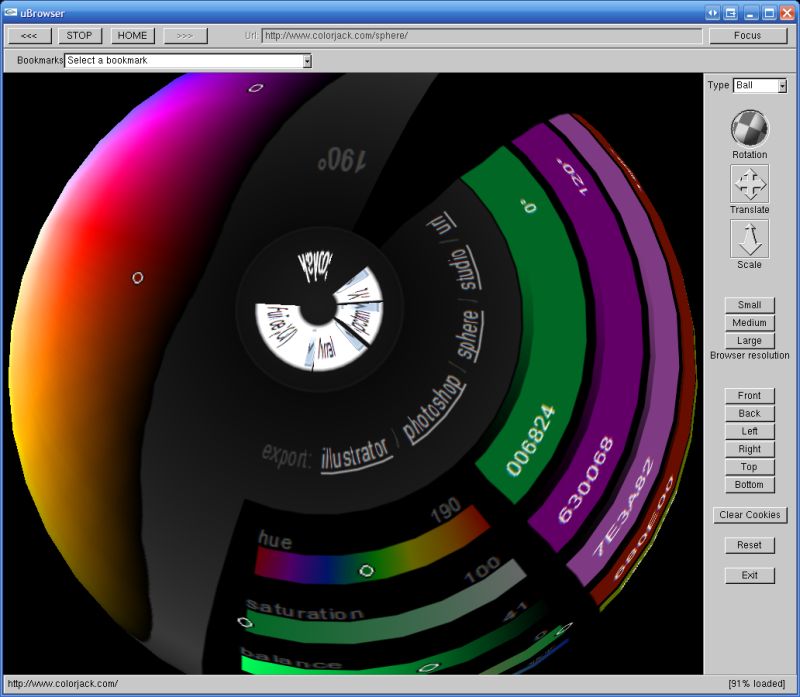 uBrowser
<<< STOP HOME >>> Url: http://www.colorjack.com/sphere/ Focus
Bookmarks Select a bookmark
Type Ball
Rotation
Translate
Scale
Small
Medium
Large
Browser resolution
Front
Back
Left
Right
Top
Bottom
Clear Cookies
Reset
Exit
190°
0°
120°
export: illustrator / photoshop / sphere / studio / url
006824
630068
7E3A82
6B0E00
hue 190
saturation 100
balance 41
0
http://www.colorjack.com/ [91% loaded]